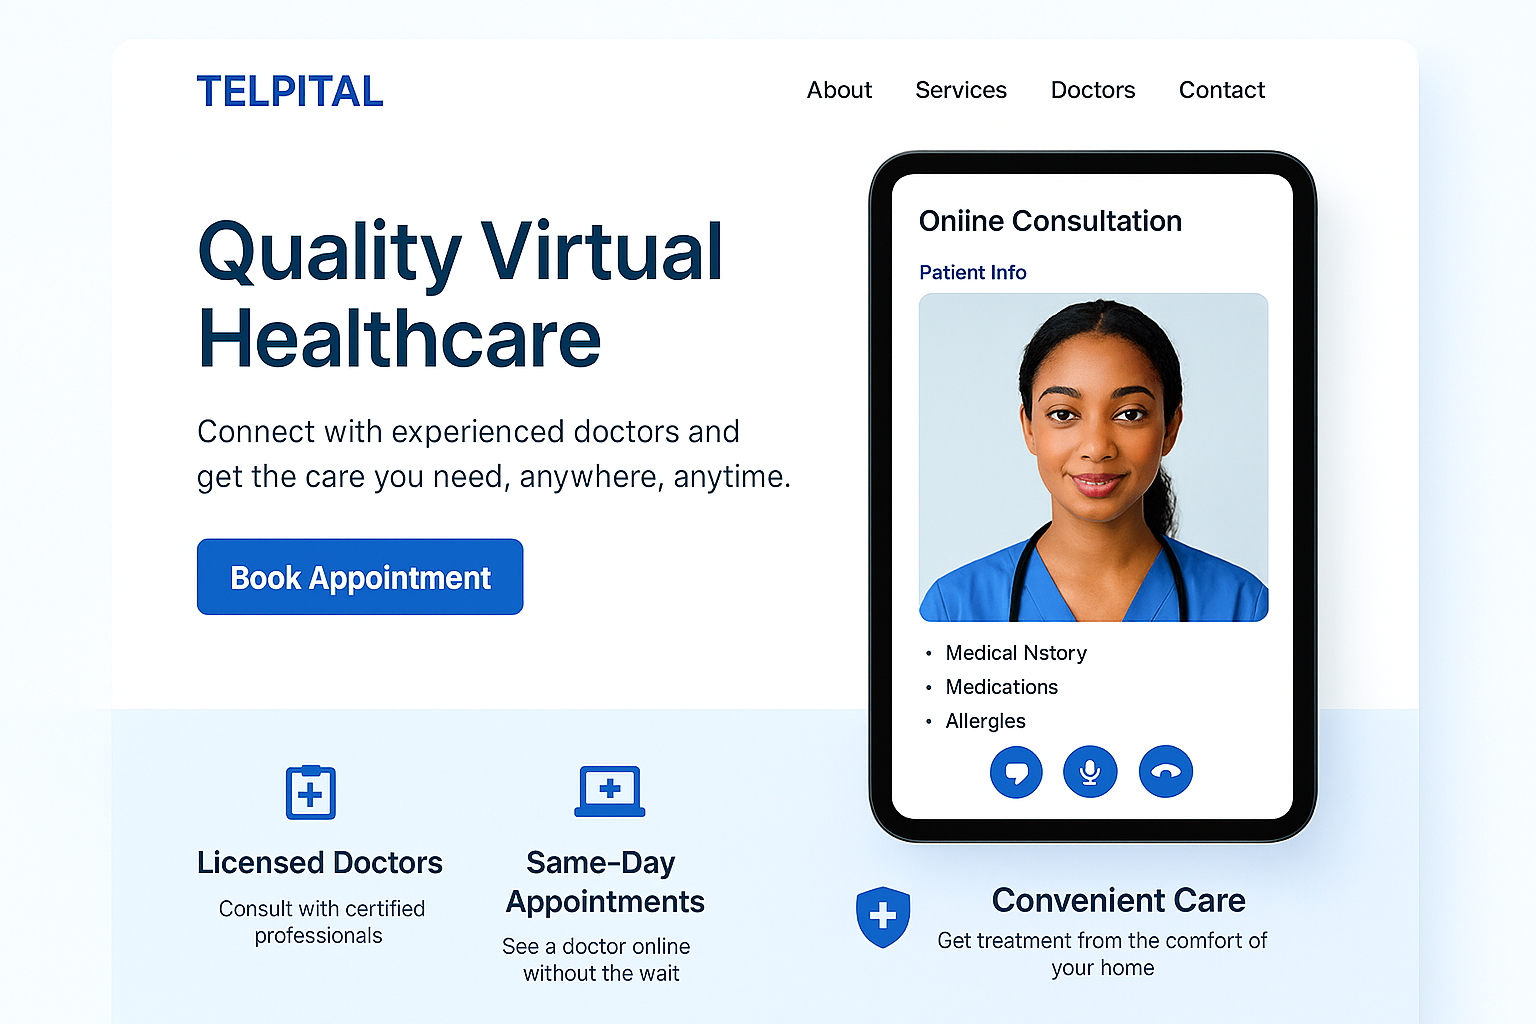 TELPITAL
About Services Doctors Contact
Quality Virtual
Healthcare
Connect with experienced doctors and
get the care you need, anywhere, anytime.
Book Appointment
Oniine Consultation
Patient Info
• Medical Nstory
• Medications
• Allergles
Licensed Doctors
Consult with certified
professionals
Same-Day
Appointments
See a doctor online
without the wait
Convenient Care
Get treatment from the comfort of
your home